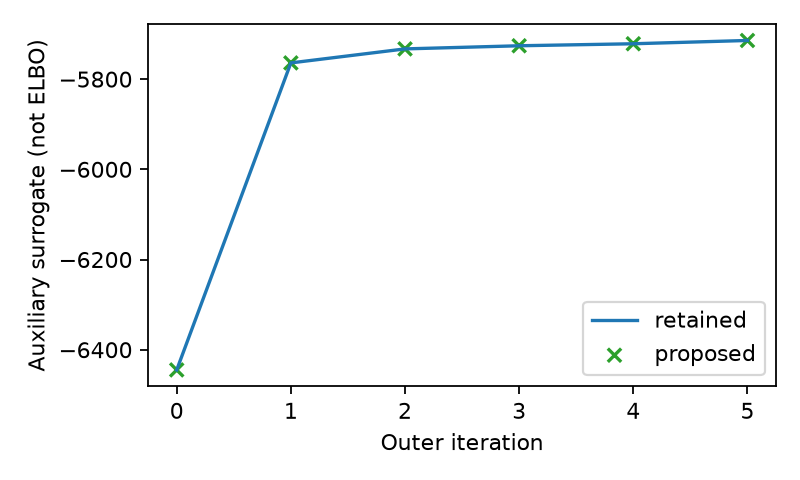 Auxiliary surrogate (not ELBO)
−5800
−6000
−6200
−6400
retained
proposed
0 1 2 3 4 5
Outer iteration